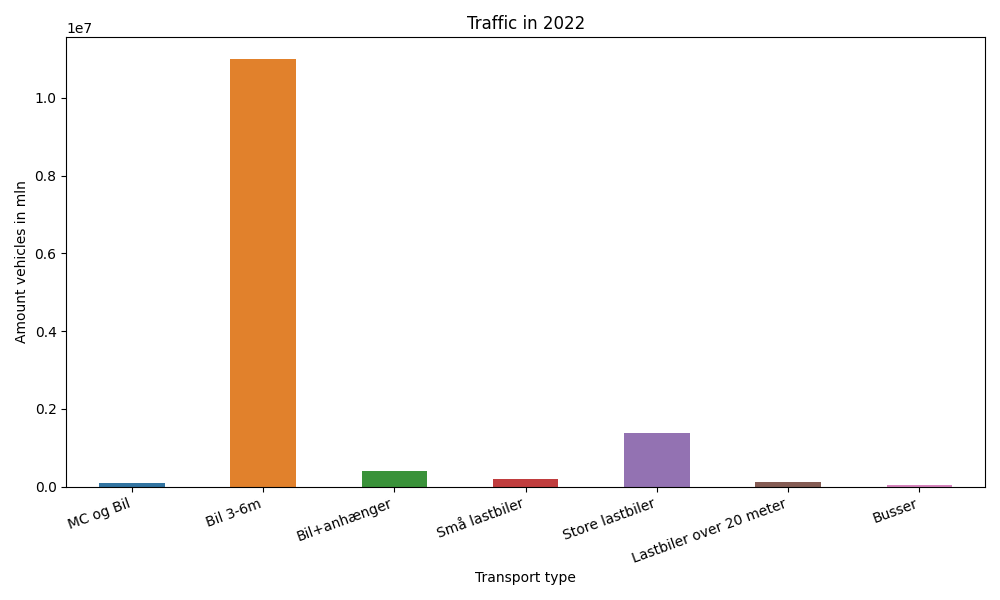 Traffic in 2022
1e7
1.0
0.8
0.6
0.4
0.2
0.0
Amount vehicles in mln
MC og Bil
Bil 3-6m
Bil+anhænger
Små lastbiler
Store lastbiler
Lastbiler over 20 meter
Busser
Transport type